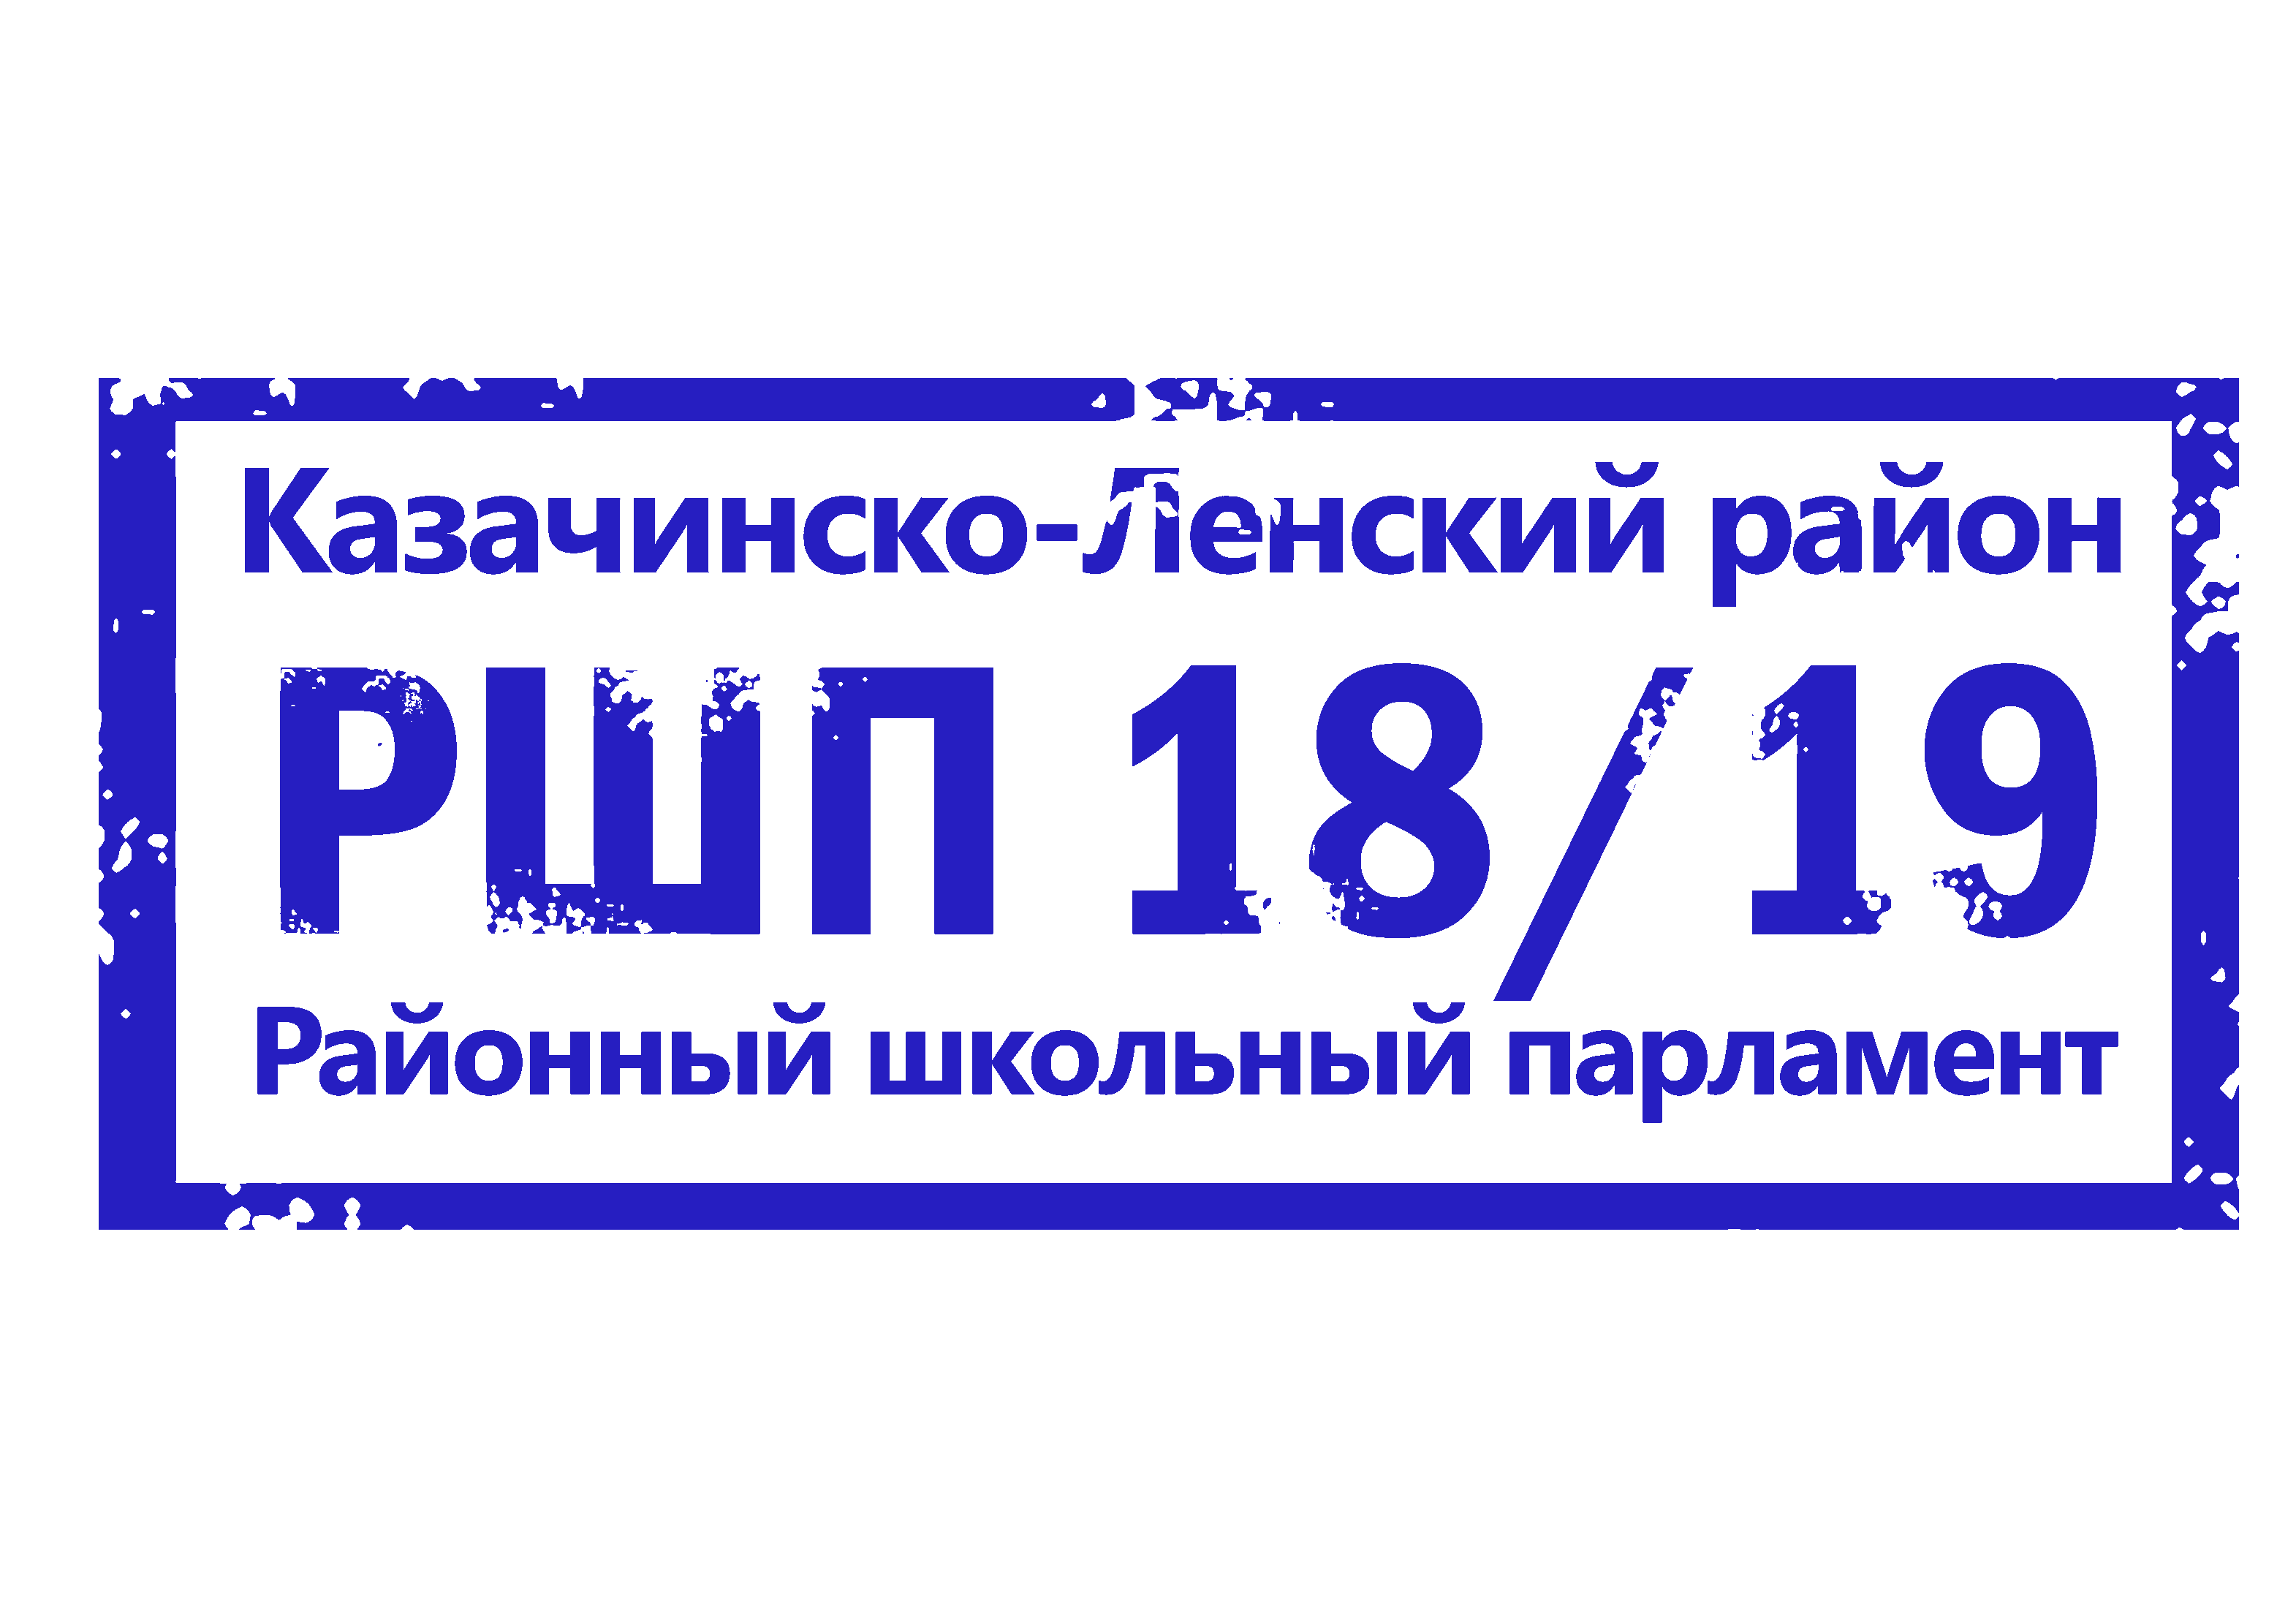 Казачинско-Ленский район
РШП 18/19
Районный школьный парламент